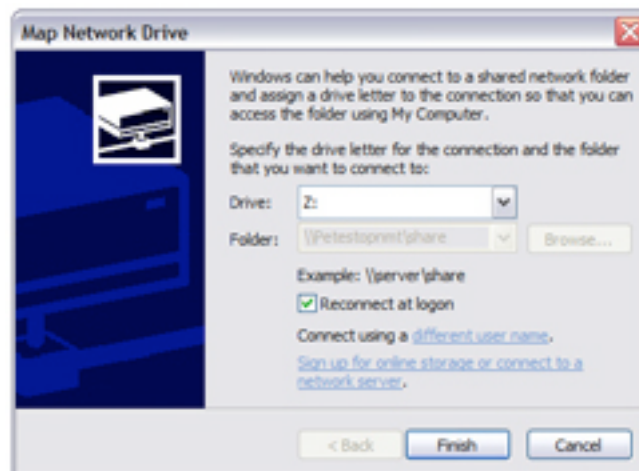 Map Network Drive
Windows can help you connect to a shared network folder
and assign a drive letter to the connection so that you can
access the folder using My Computer.
Specify the drive letter for the connection and the folder
that you want to connect to:
Drive: Z:
Folder: \\Petestopnmt\share Browse...
Example: \\server\share
Reconnect at logon
Connect using a different user name.
Sign up for online storage or connect to a
network server.
< Back Finish Cancel